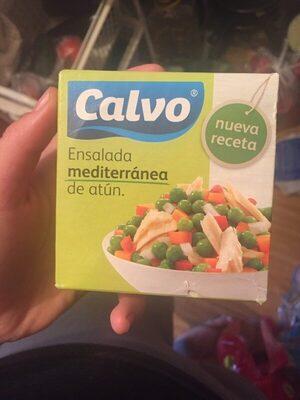 Calvo®
nueva
receta
Ensalada
mediterránea
de atún.